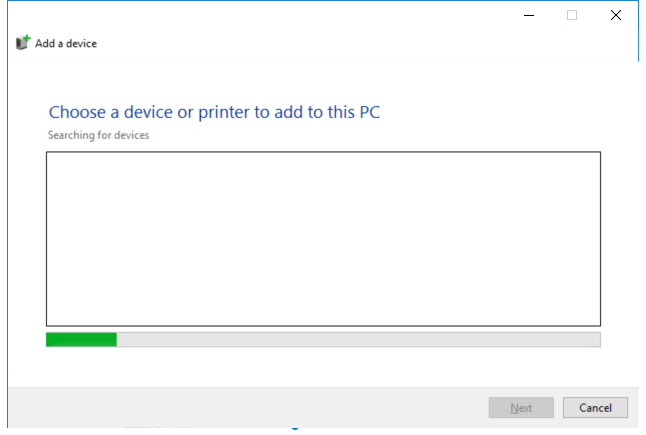 Add a device
Choose a device or printer to add to this PC
Searching for devices
Next
Cancel